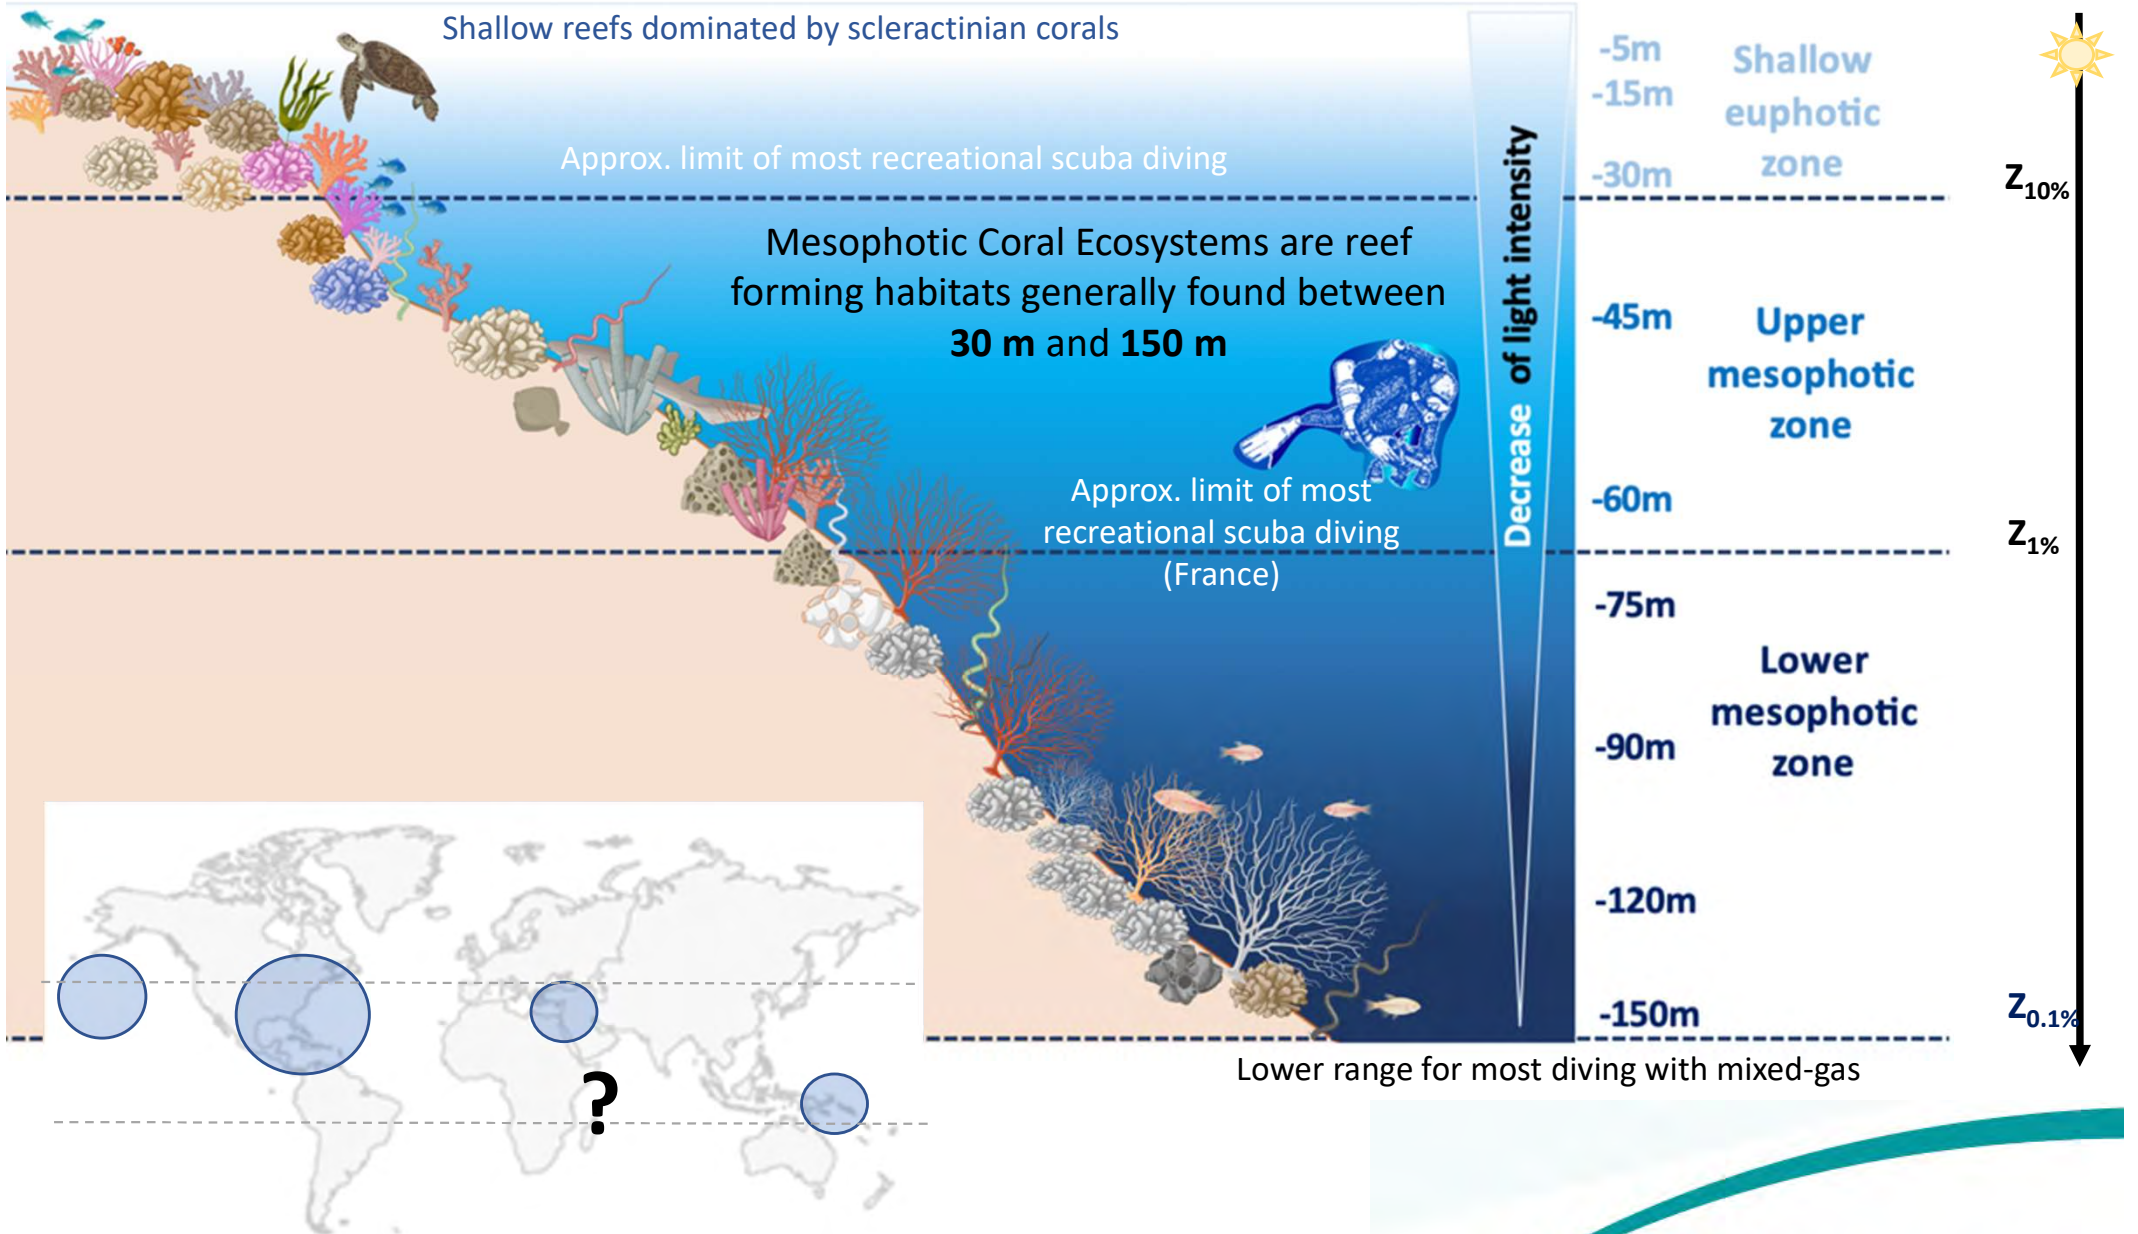 Shallow reefs dominated by scleractinian corals
Approx. limit of most recreational scuba diving
Mesophotic Coral Ecosystems are reef
forming habitats generally found between
30 m and 150 m
Approx. limit of most
recreational scuba diving
(France)
Decrease of light intensity
-5m
-15m
-30m
Shallow
euphotic
zone
Z10%
-45m
-60m
Upper
mesophotic
zone
Z1%
-75m
-90m
-120m
-150m
Lower
mesophotic
zone
Z0.1%
Lower range for most diving with mixed-gas
?